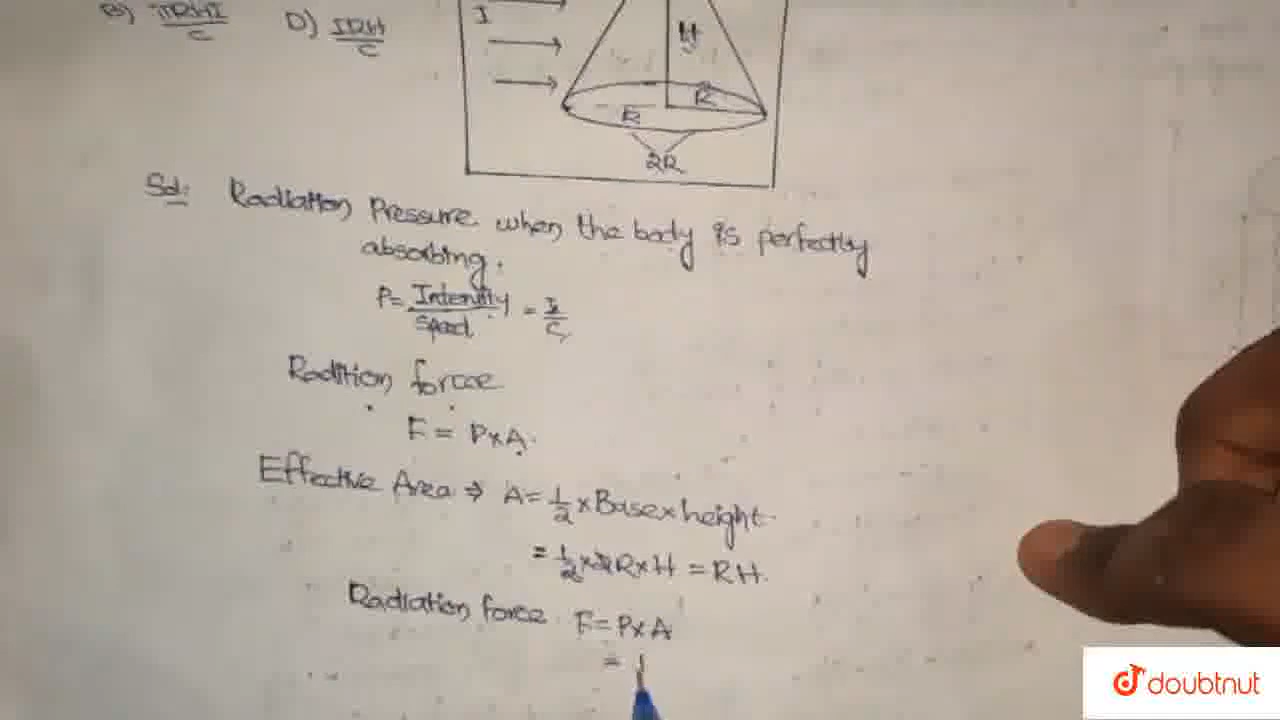 B) πRHI/C D) IRH/C
I
H
R R
2R
Sol: Radiation Pressure when the body is perfectly
absorbing.
P= Intensity/Speed = I/C
Radition force
F = P×A.
Effective Area ⇒ A = 1/2 × Base × height
= 1/2 × 2R × H = RH.
Radiation force F = P×A
= I
doubtnut